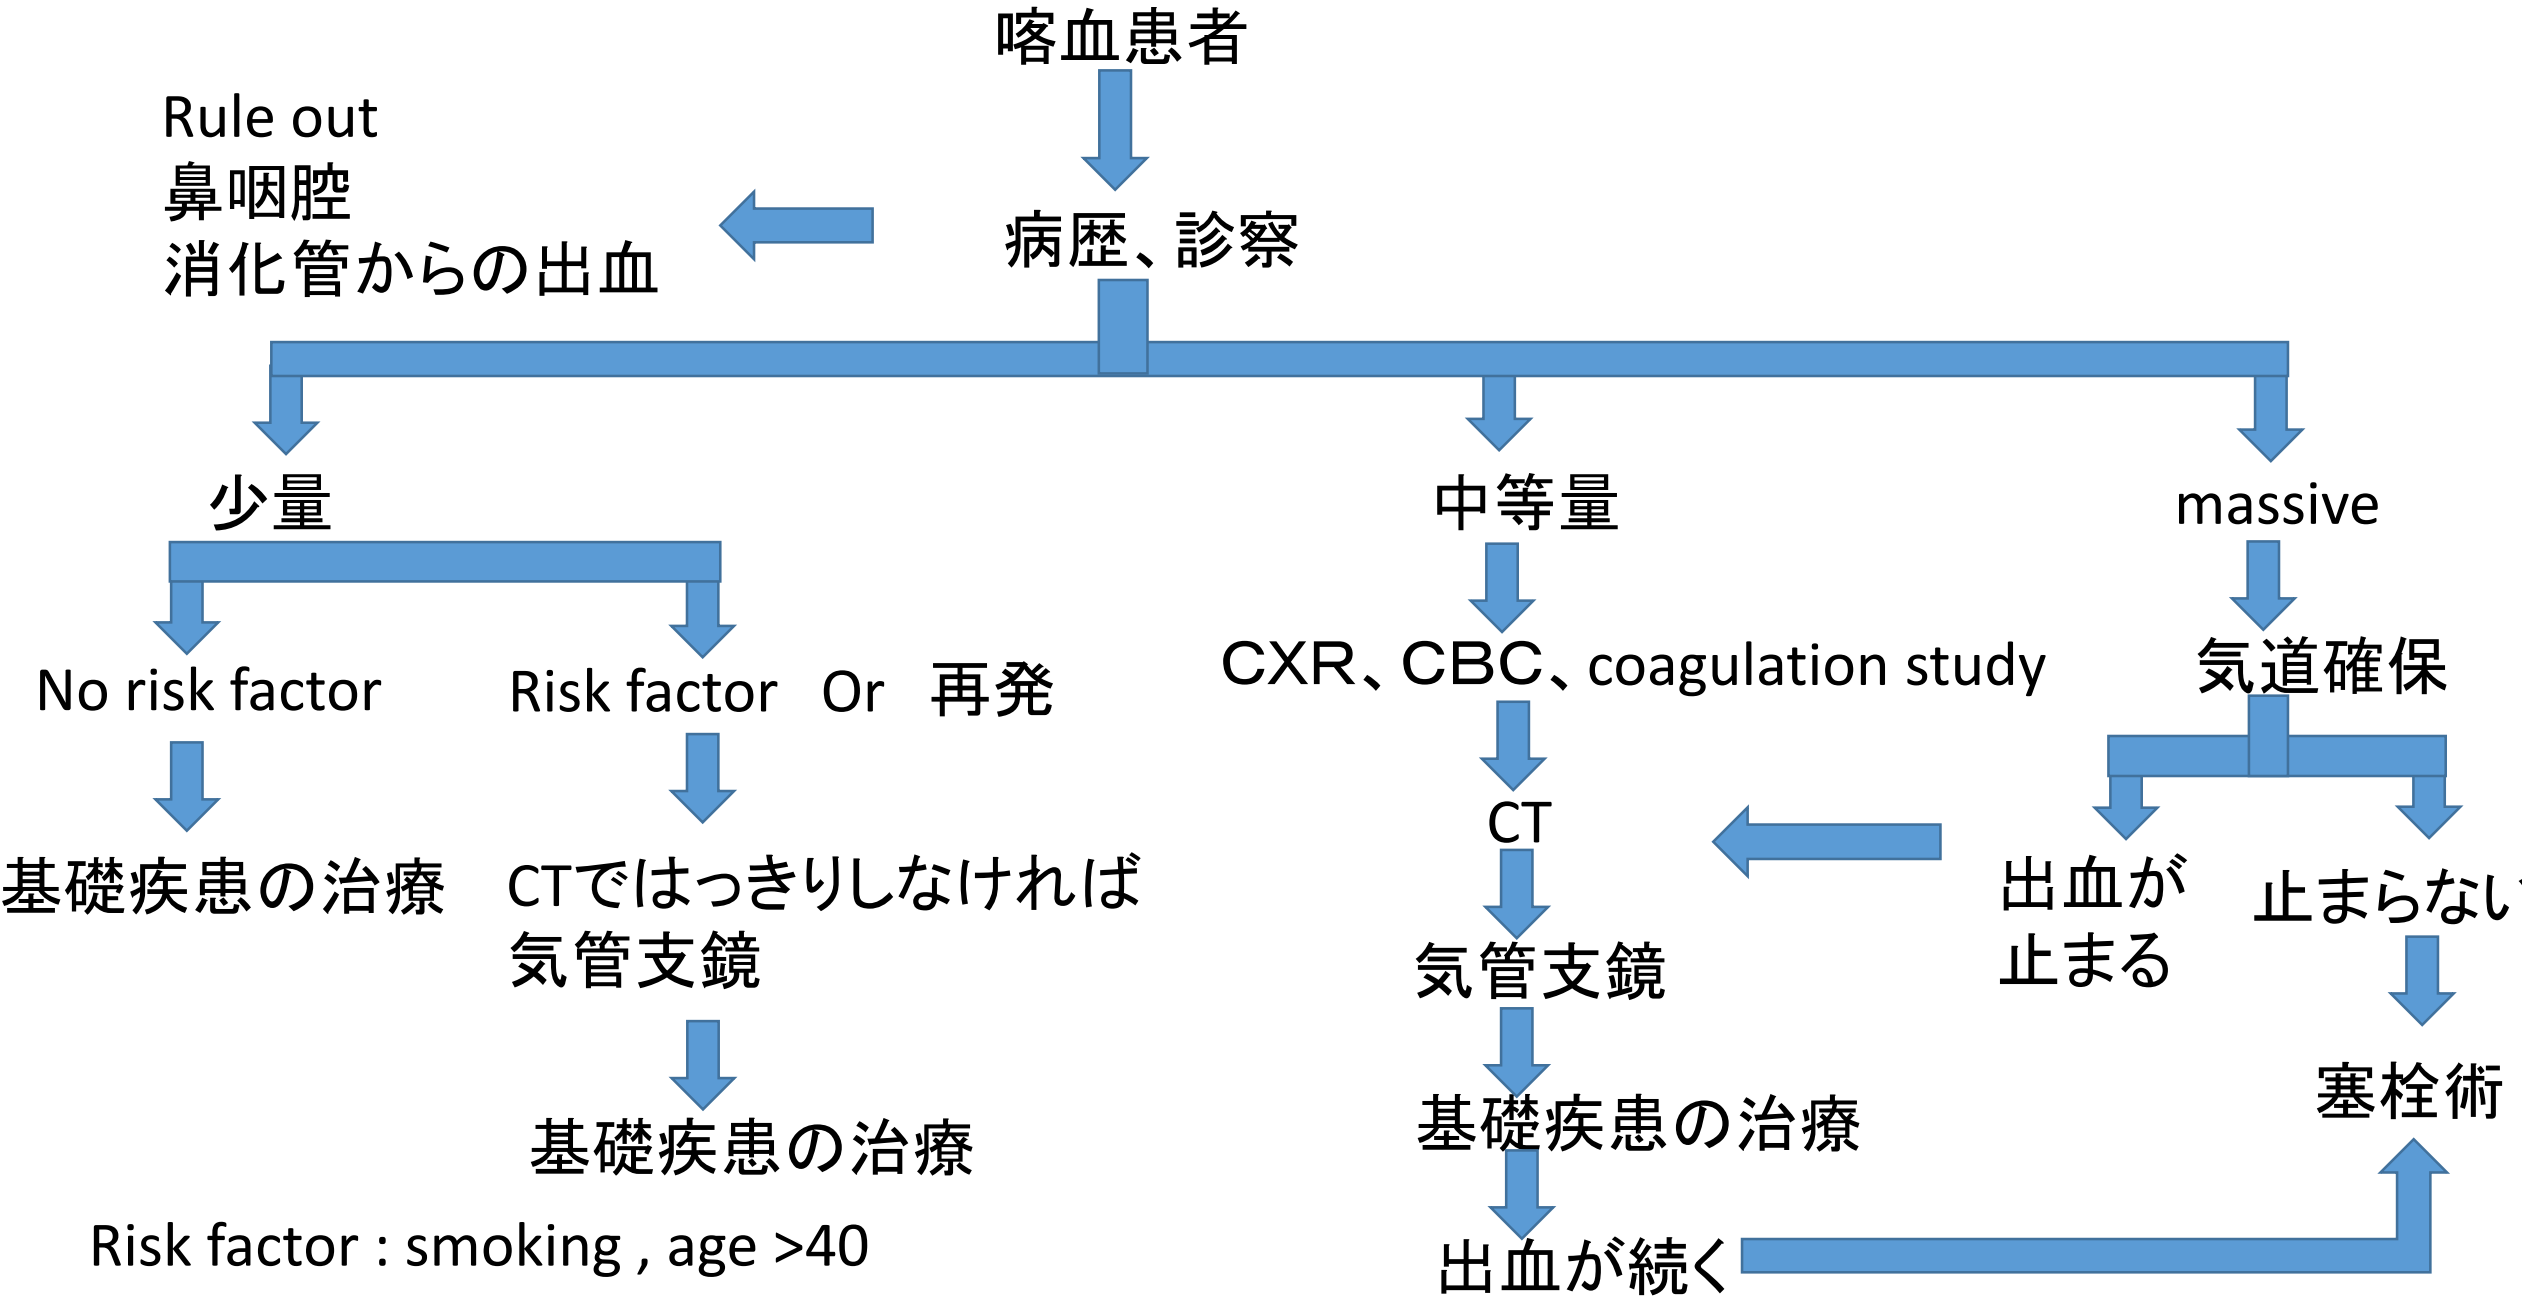 喀血患者
Rule out
鼻咽腔
消化管からの出血
病歴、診察
少量
中等量
massive
No risk factor
Risk factor Or 再発
CXR、CBC、coagulation study
気道確保
基礎疾患の治療
CTではっきりしなければ
気管支鏡
基礎疾患の治療
CT
気管支鏡
基礎疾患の治療
出血が続く
出血が
止まる
止まらない
塞栓術
Risk factor : smoking , age >40